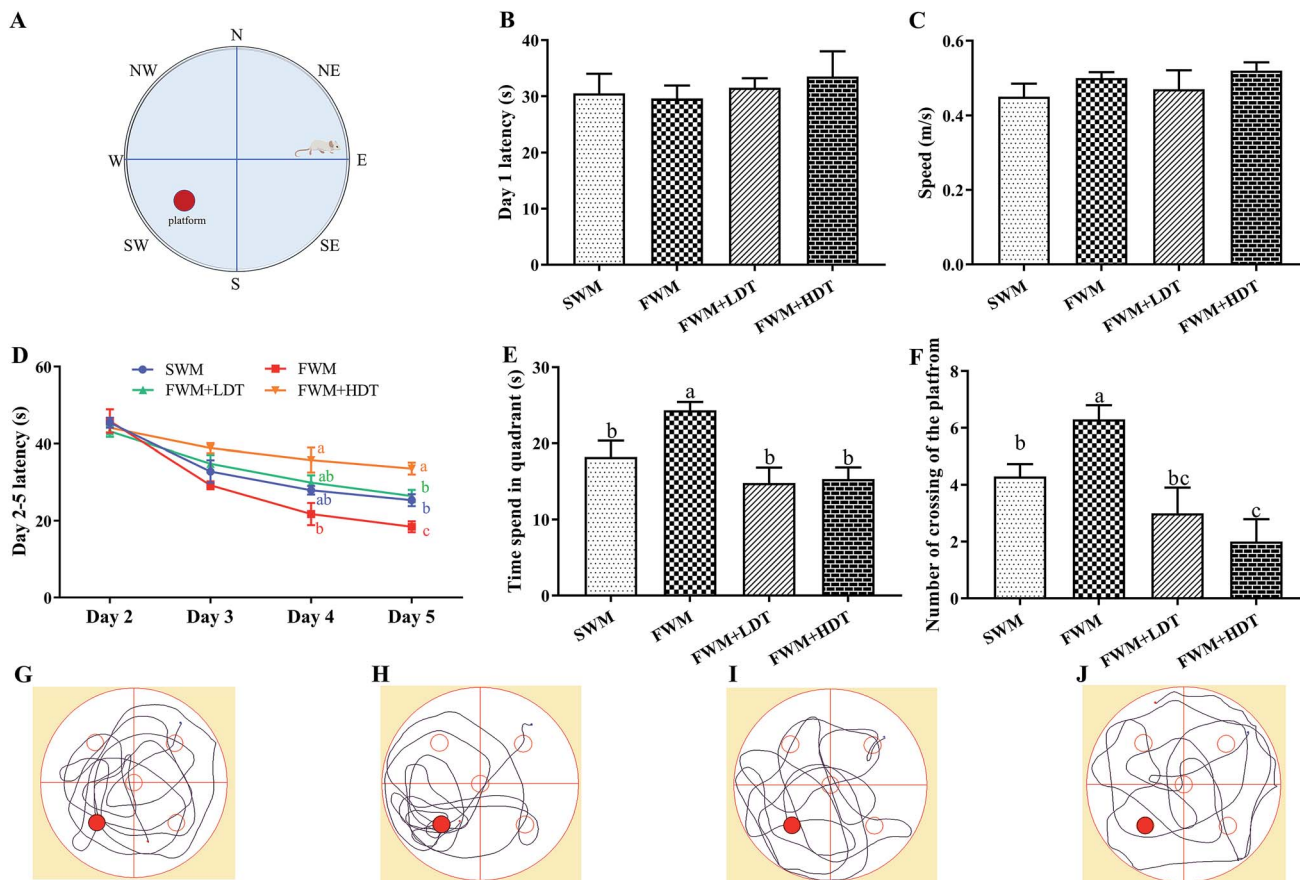 A
N
NW
NE
W
E
platform
SW
SE
S
B
Day 1 latency (s)
40
30
20
10
0
SWM
FWM
FWM+LDT
FWM+HDT
C
Speed (m/s)
0.6
0.4
0.2
0.0
SWM
FWM
FWM+LDT
FWM+HDT
D
Day 2-5 latency (s)
60
40
20
0
SWM
FWM
FWM+LDT
FWM+HDT
a
ab
ab
b
a
b
b
c
Day 2
Day 3
Day 4
Day 5
E
Time spend in quadrant (s)
30
20
10
0
b
a
b
b
SWM
FWM
FWM+LDT
FWM+HDT
F
Number of crossing of the platfrom
8
6
4
2
0
b
a
bc
c
SWM
FWM
FWM+LDT
FWM+HDT
G
H
I
J